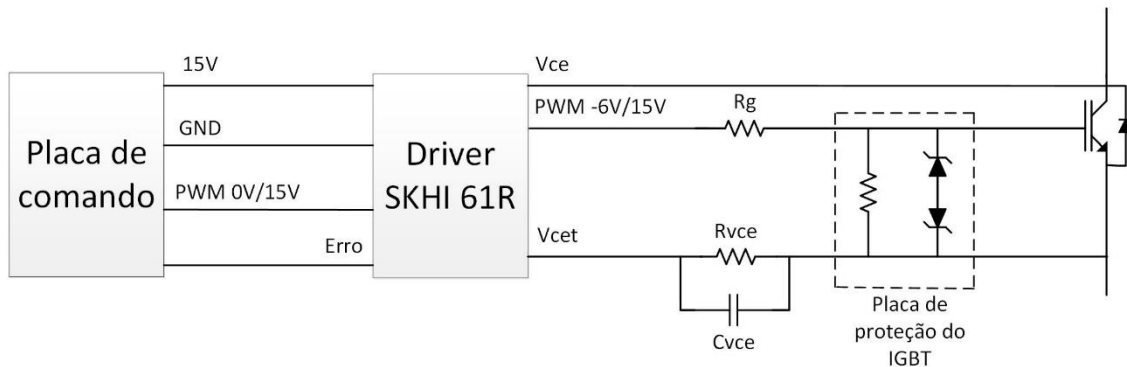 Placa de
comando
15V
GND
PWM 0V/15V
Erro
Driver
SKHI 61R
Vce
PWM -6V/15V
Rg
Vcet
Rvce
Cvce
Placa de
proteção do
IGBT